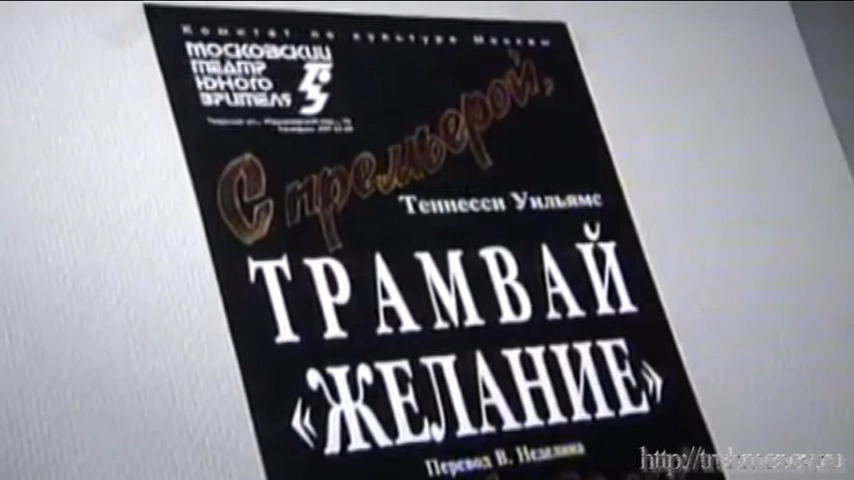 Комитет по культуре Москвы
МОСКОВСКИЙ
ТЕАТР
ЮНОГО
ЗРИТЕЛЯ
С премьерой,
Теннесси Уильямс
ТРАМВАЙ
«ЖЕЛАНИЕ»
Перевод В. Неделина